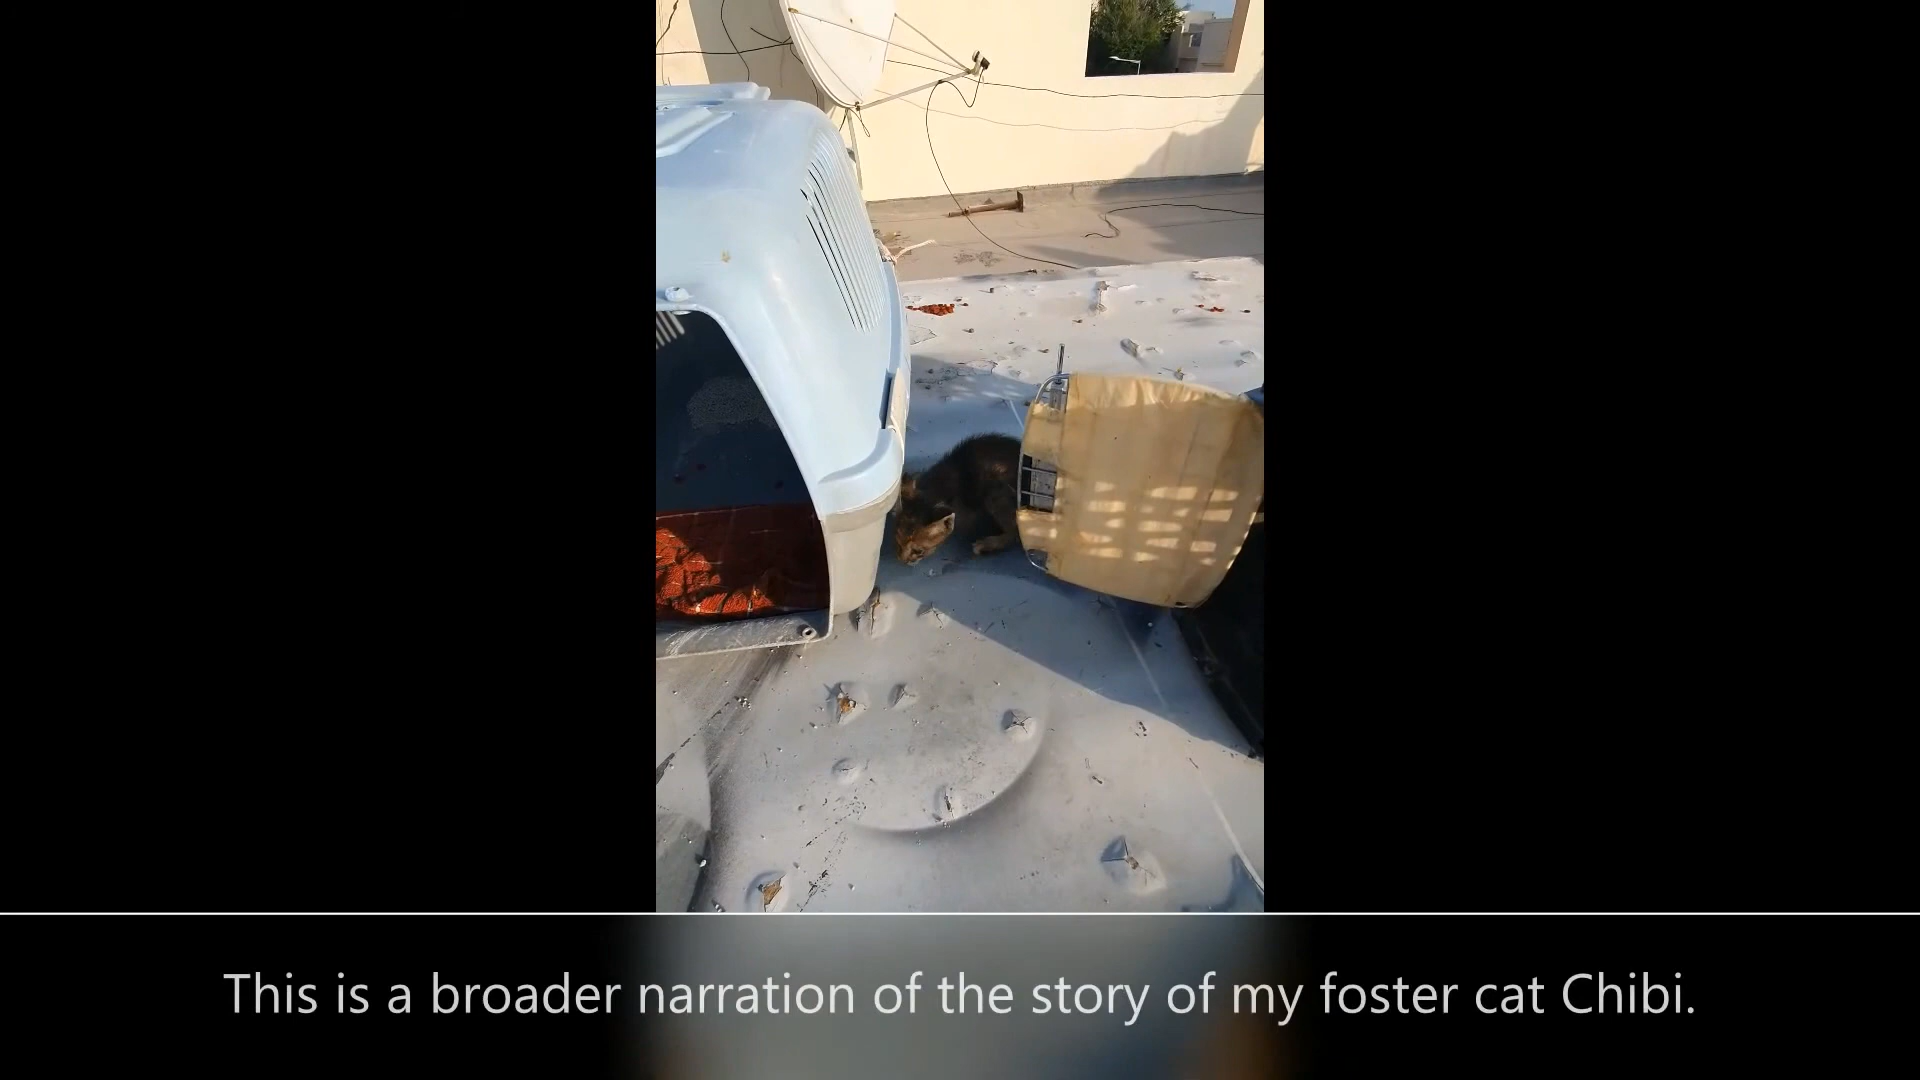 This is a broader narration of the story of my foster cat Chibi.